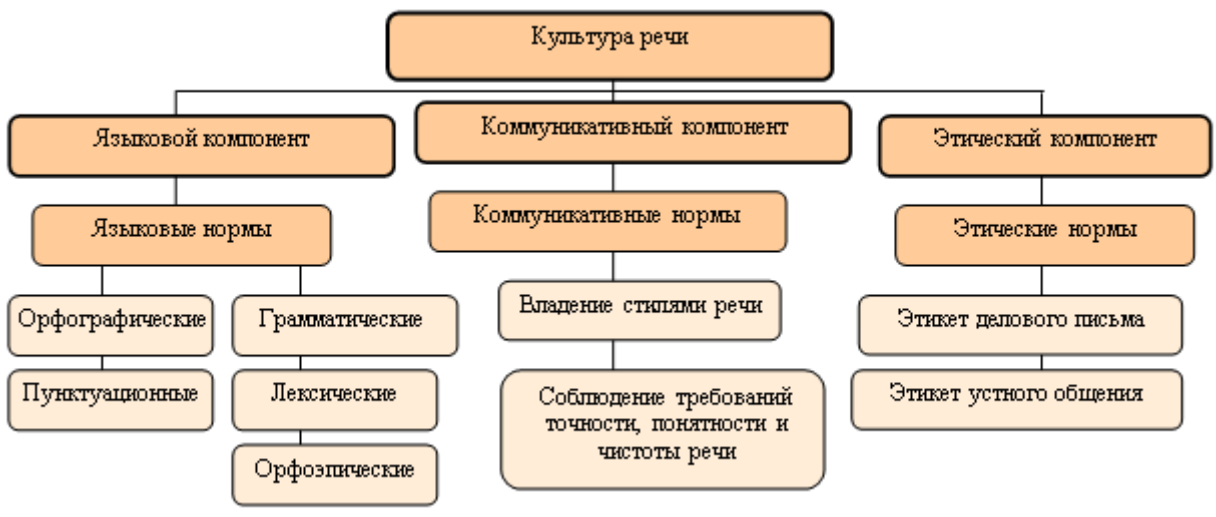 Культура речи
Языковой компонент
Коммуникативный компонент
Этический компонент
Языковые нормы
Коммуникативные нормы
Этические нормы
Орфографические
Грамматические
Владение стилями речи
Этикет делового письма
Пунктуационные
Лексические
Соблюдение требований
точности, понятности и
чистоты речи
Этикет устного общения
Орфоэпические